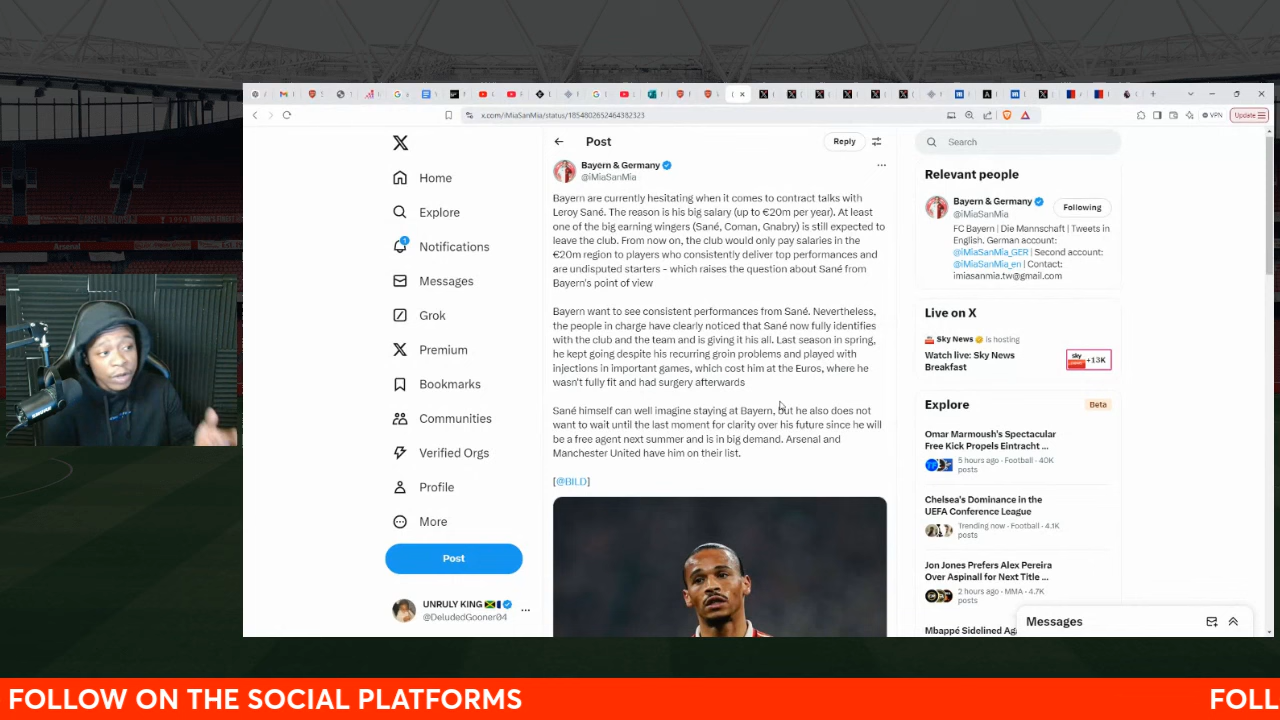 Arsenal
x.com/iMiaSanMia/status/1854802652464382323
VPN
Update
Home
Explore
Notifications
Messages
Grok
Premium
Bookmarks
Communities
Verified Orgs
Profile
More
Post
UNRULY KING
@DeludedGooner04
Post
Reply
Bayern & Germany
@iMiaSanMia
Bayern are currently hesitating when it comes to contract talks with
Leroy Sané. The reason is his big salary (up to €20m per year). At least
one of the big earning wingers (Sané, Coman, Gnabry) is still expected to
leave the club. From now on, the club would only pay salaries in the
€20m region to players who consistently deliver top performances and
are undisputed starters - which raises the question about Sané from
Bayern's point of view
Bayern want to see consistent performances from Sané. Nevertheless,
the people in charge have clearly noticed that Sané now fully identifies
with the club and the team and is giving it his all. Last season in spring,
he kept going despite his recurring groin problems and played with
injections in important games, which cost him at the Euros, where he
wasn't fully fit and had surgery afterwards
Sané himself can well imagine staying at Bayern, but he also does not
want to wait until the last moment for clarity over his future since he will
be a free agent next summer and is in big demand. Arsenal and
Manchester United have him on their list.
[@BILD]
Search
Relevant people
Bayern & Germany
@iMiaSanMia
Following
FC Bayern | Die Mannschaft | Tweets in
English. German account:
@iMiaSanMia_GER | Second account:
@iMiaSanMia_en | Contact:
imiasanmia.tw@gmail.com
Live on X
Sky News is hosting
Watch live: Sky News
Breakfast
sky
+13K
Explore
Beta
Omar Marmoush's Spectacular
Free Kick Propels Eintracht ...
5 hours ago · Football · 40K
posts
Chelsea's Dominance in the
UEFA Conference League
Trending now · Football · 4.1K
posts
Jon Jones Prefers Alex Pereira
Over Aspinall for Next Title ...
2 hours ago · MMA · 4.7K
posts
Mbappé Sidelined
Messages
FOLLOW ON THE SOCIAL PLATFORMS
FOLL